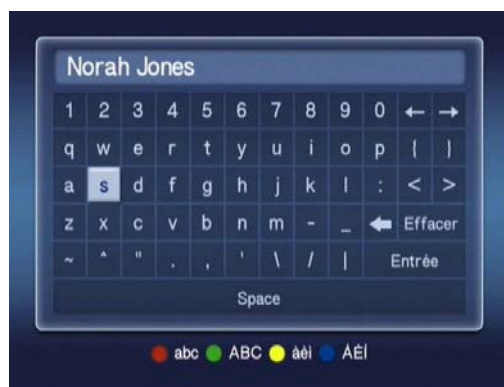 Norah Jones
1 2 3 4 5 6 7 8 9 0 ← →
q w e r t y u i o p { }
a s d f g h j k l : < >
z x c v b n m - _ ← Effacer
~ ^ " . , ' \ / | Entrée
Space
abc ABC àèì ÀÈÌ